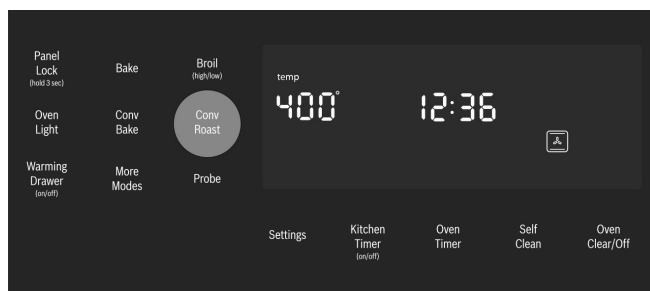 Panel
Lock
(hold 3 sec)
Bake
Broil
(high/low)
Oven
Light
Conv
Bake
Conv
Roast
Warming
Drawer
(on/off)
More
Modes
Probe
temp
400°
12:36
Settings
Kitchen
Timer
(on/off)
Oven
Timer
Self
Clean
Oven
Clear/Off